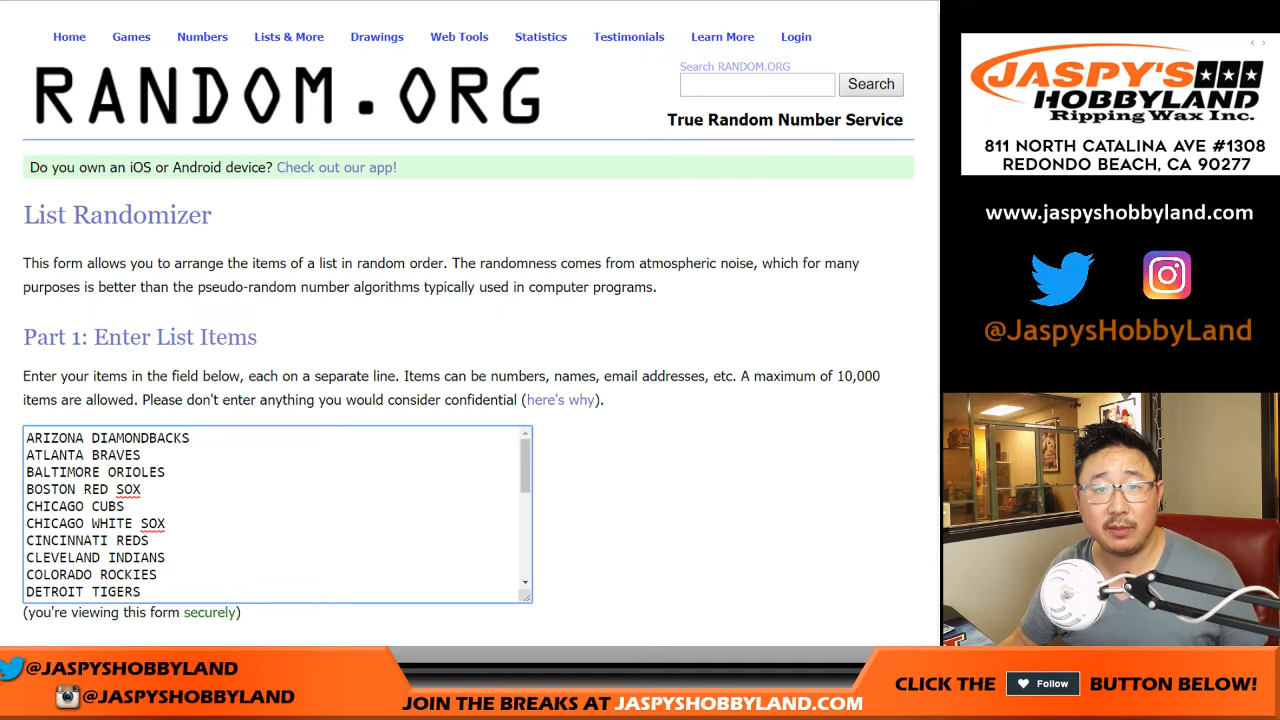 Home Games Numbers Lists & More Drawings Web Tools Statistics Testimonials Learn More Login
RANDOM.ORG
Search RANDOM.ORG
Search
True Random Number Service
Do you own an iOS or Android device? Check out our app!
List Randomizer
This form allows you to arrange the items of a list in random order. The randomness comes from atmospheric noise, which for many
purposes is better than the pseudo-random number algorithms typically used in computer programs.
Part 1: Enter List Items
Enter your items in the field below, each on a separate line. Items can be numbers, names, email addresses, etc. A maximum of 10,000
items are allowed. Please don't enter anything you would consider confidential (here's why).
ARIZONA DIAMONDBACKS
ATLANTA BRAVES
BALTIMORE ORIOLES
BOSTON RED SOX
CHICAGO CUBS
CHICAGO WHITE SOX
CINCINNATI REDS
CLEVELAND INDIANS
COLORADO ROCKIES
DETROIT TIGERS
(you're viewing this form securely)
JASPY'S
HOBBYLAND
Ripping Wax Inc.
811 NORTH CATALINA AVE #1308
REDONDO BEACH, CA 90277
www.jaspyshobbyland.com
@JaspysHobbyLand
@JASPYSHOBBYLAND
@JASPYSHOBBYLAND
JOIN THE BREAKS AT JASPYSHOBBYLAND.COM
CLICK THE Follow BUTTON BELOW!